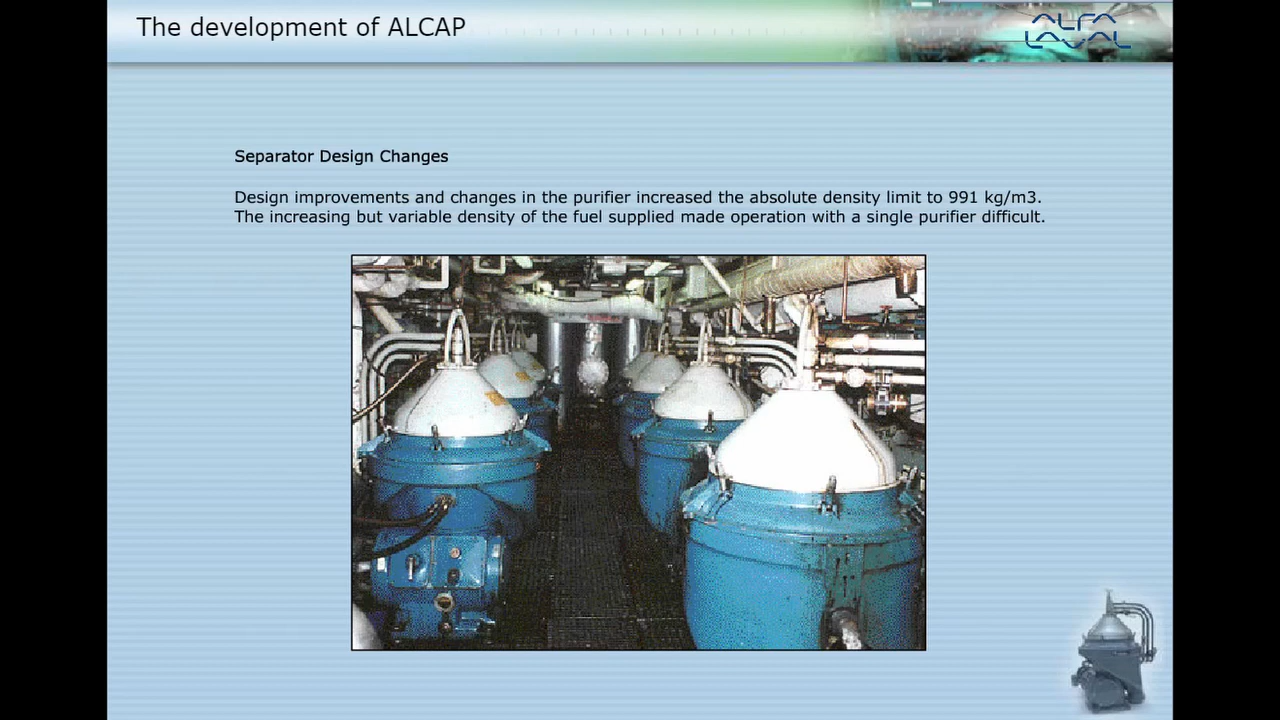 The development of ALCAP
ALFA
LAVAL
Separator Design Changes
Design improvements and changes in the purifier increased the absolute density limit to 991 kg/m3.
The increasing but variable density of the fuel supplied made operation with a single purifier difficult.